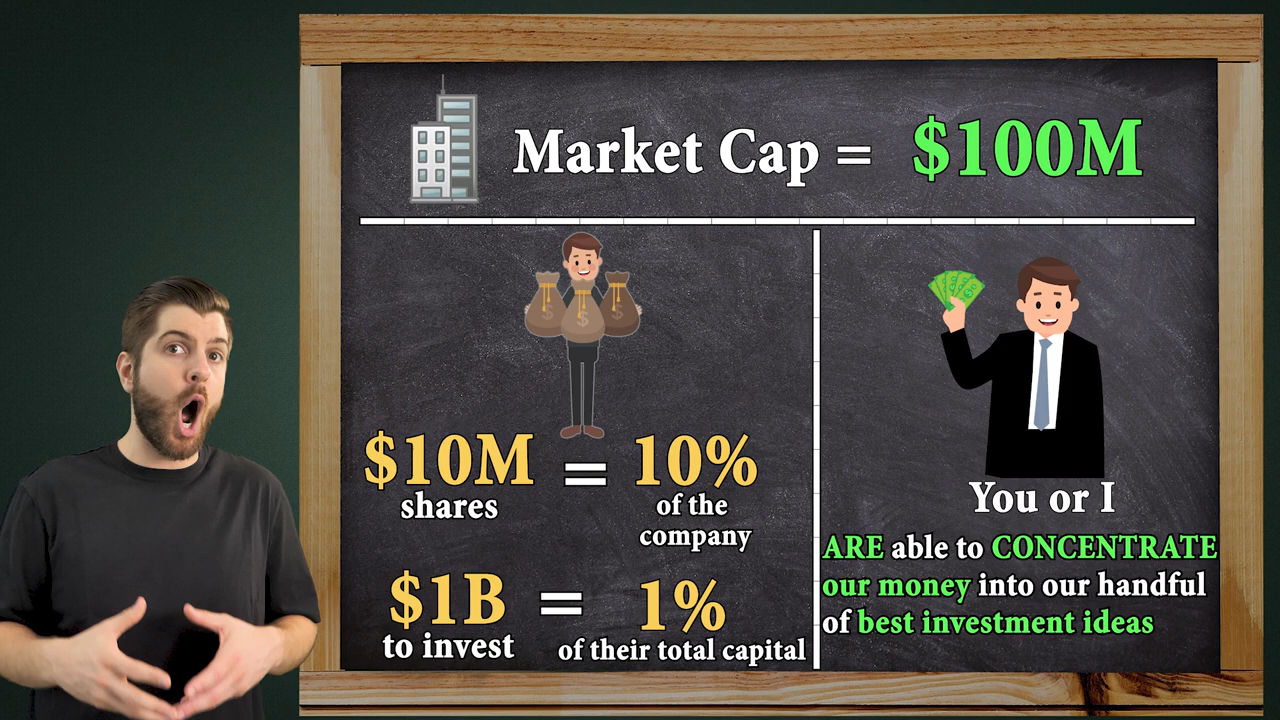 Market Cap = $100M
$10M = 10%
shares
of the
company
$1B = 1%
to invest
of their total capital
You or I
ARE able to CONCENTRATE
our money into our handful
of best investment ideas